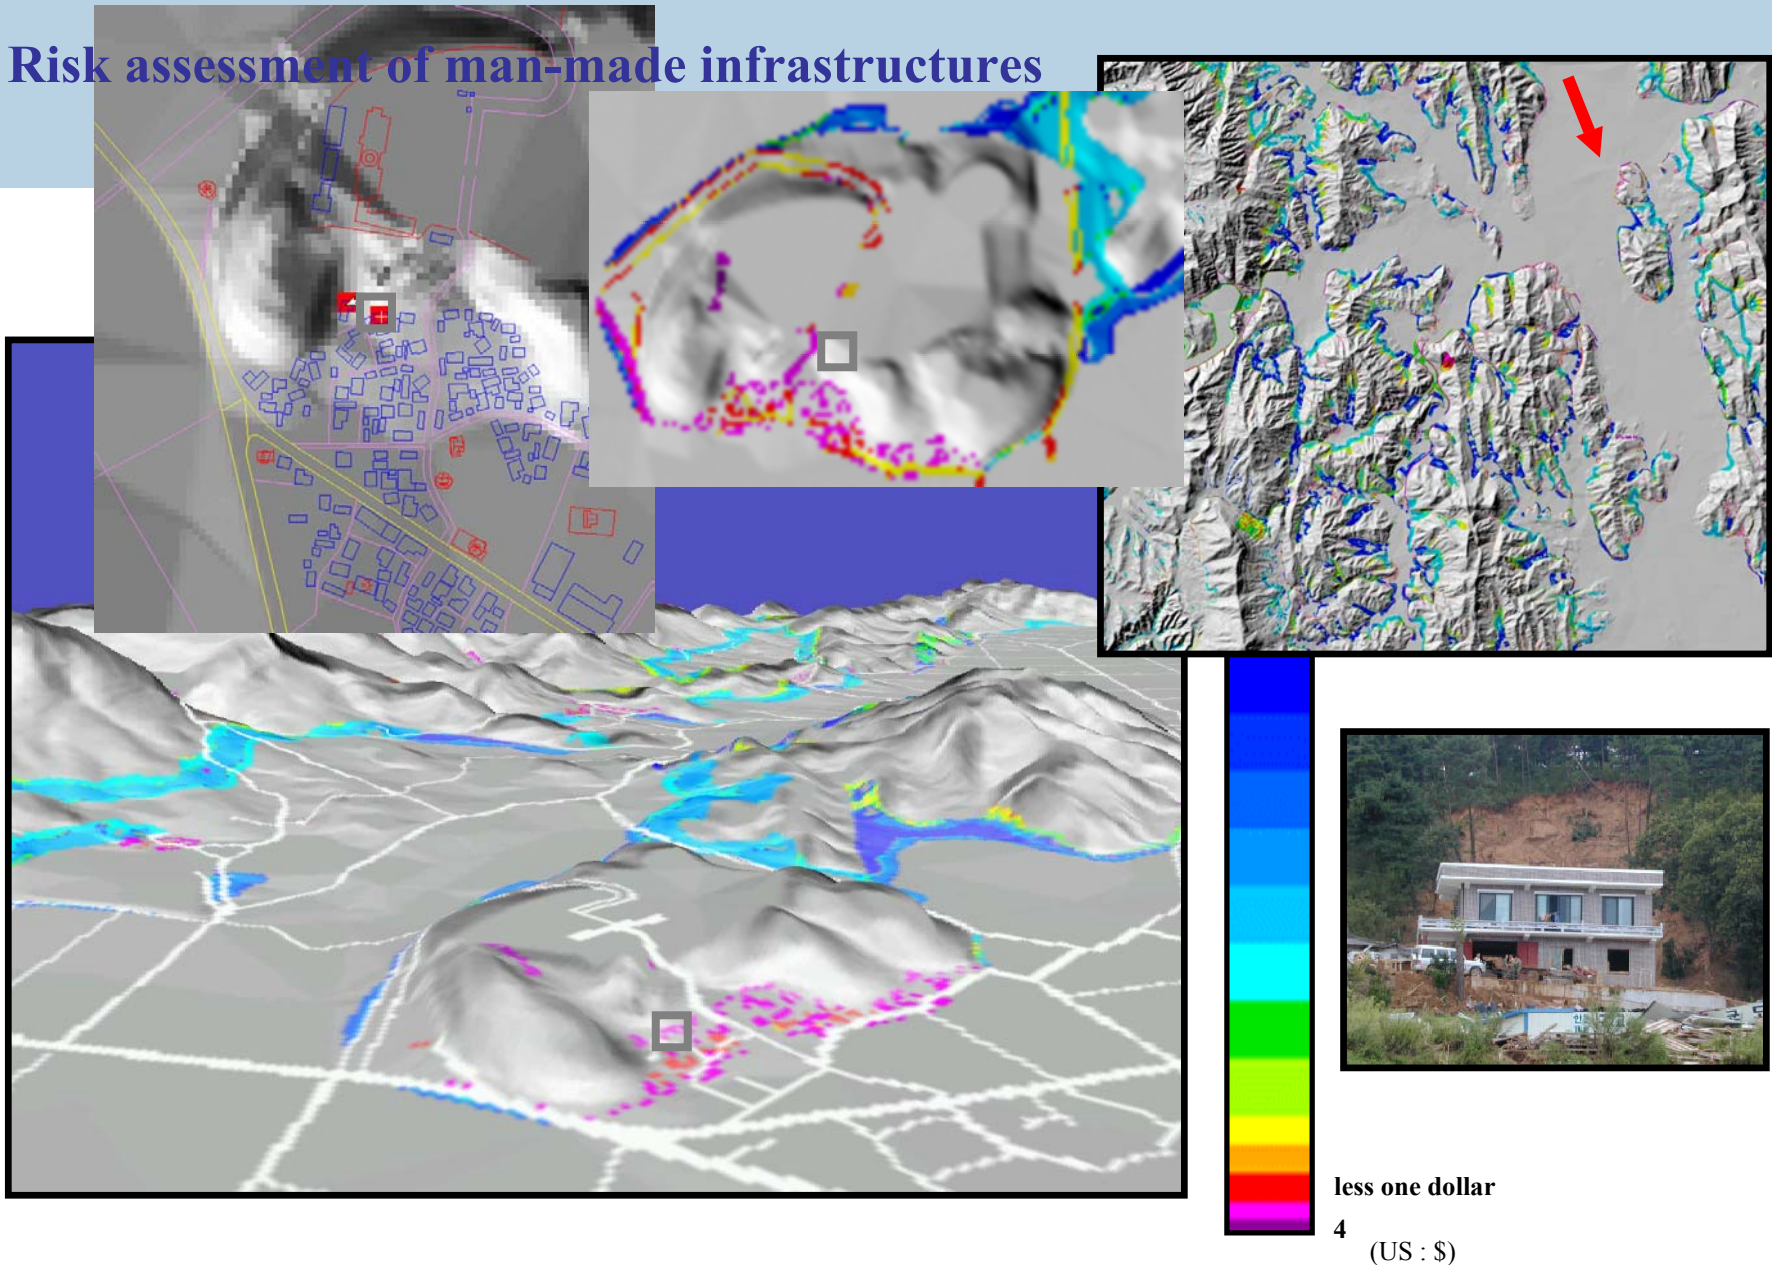 Risk assessment of man-made infrastructures
less one dollar
4
(US : $)